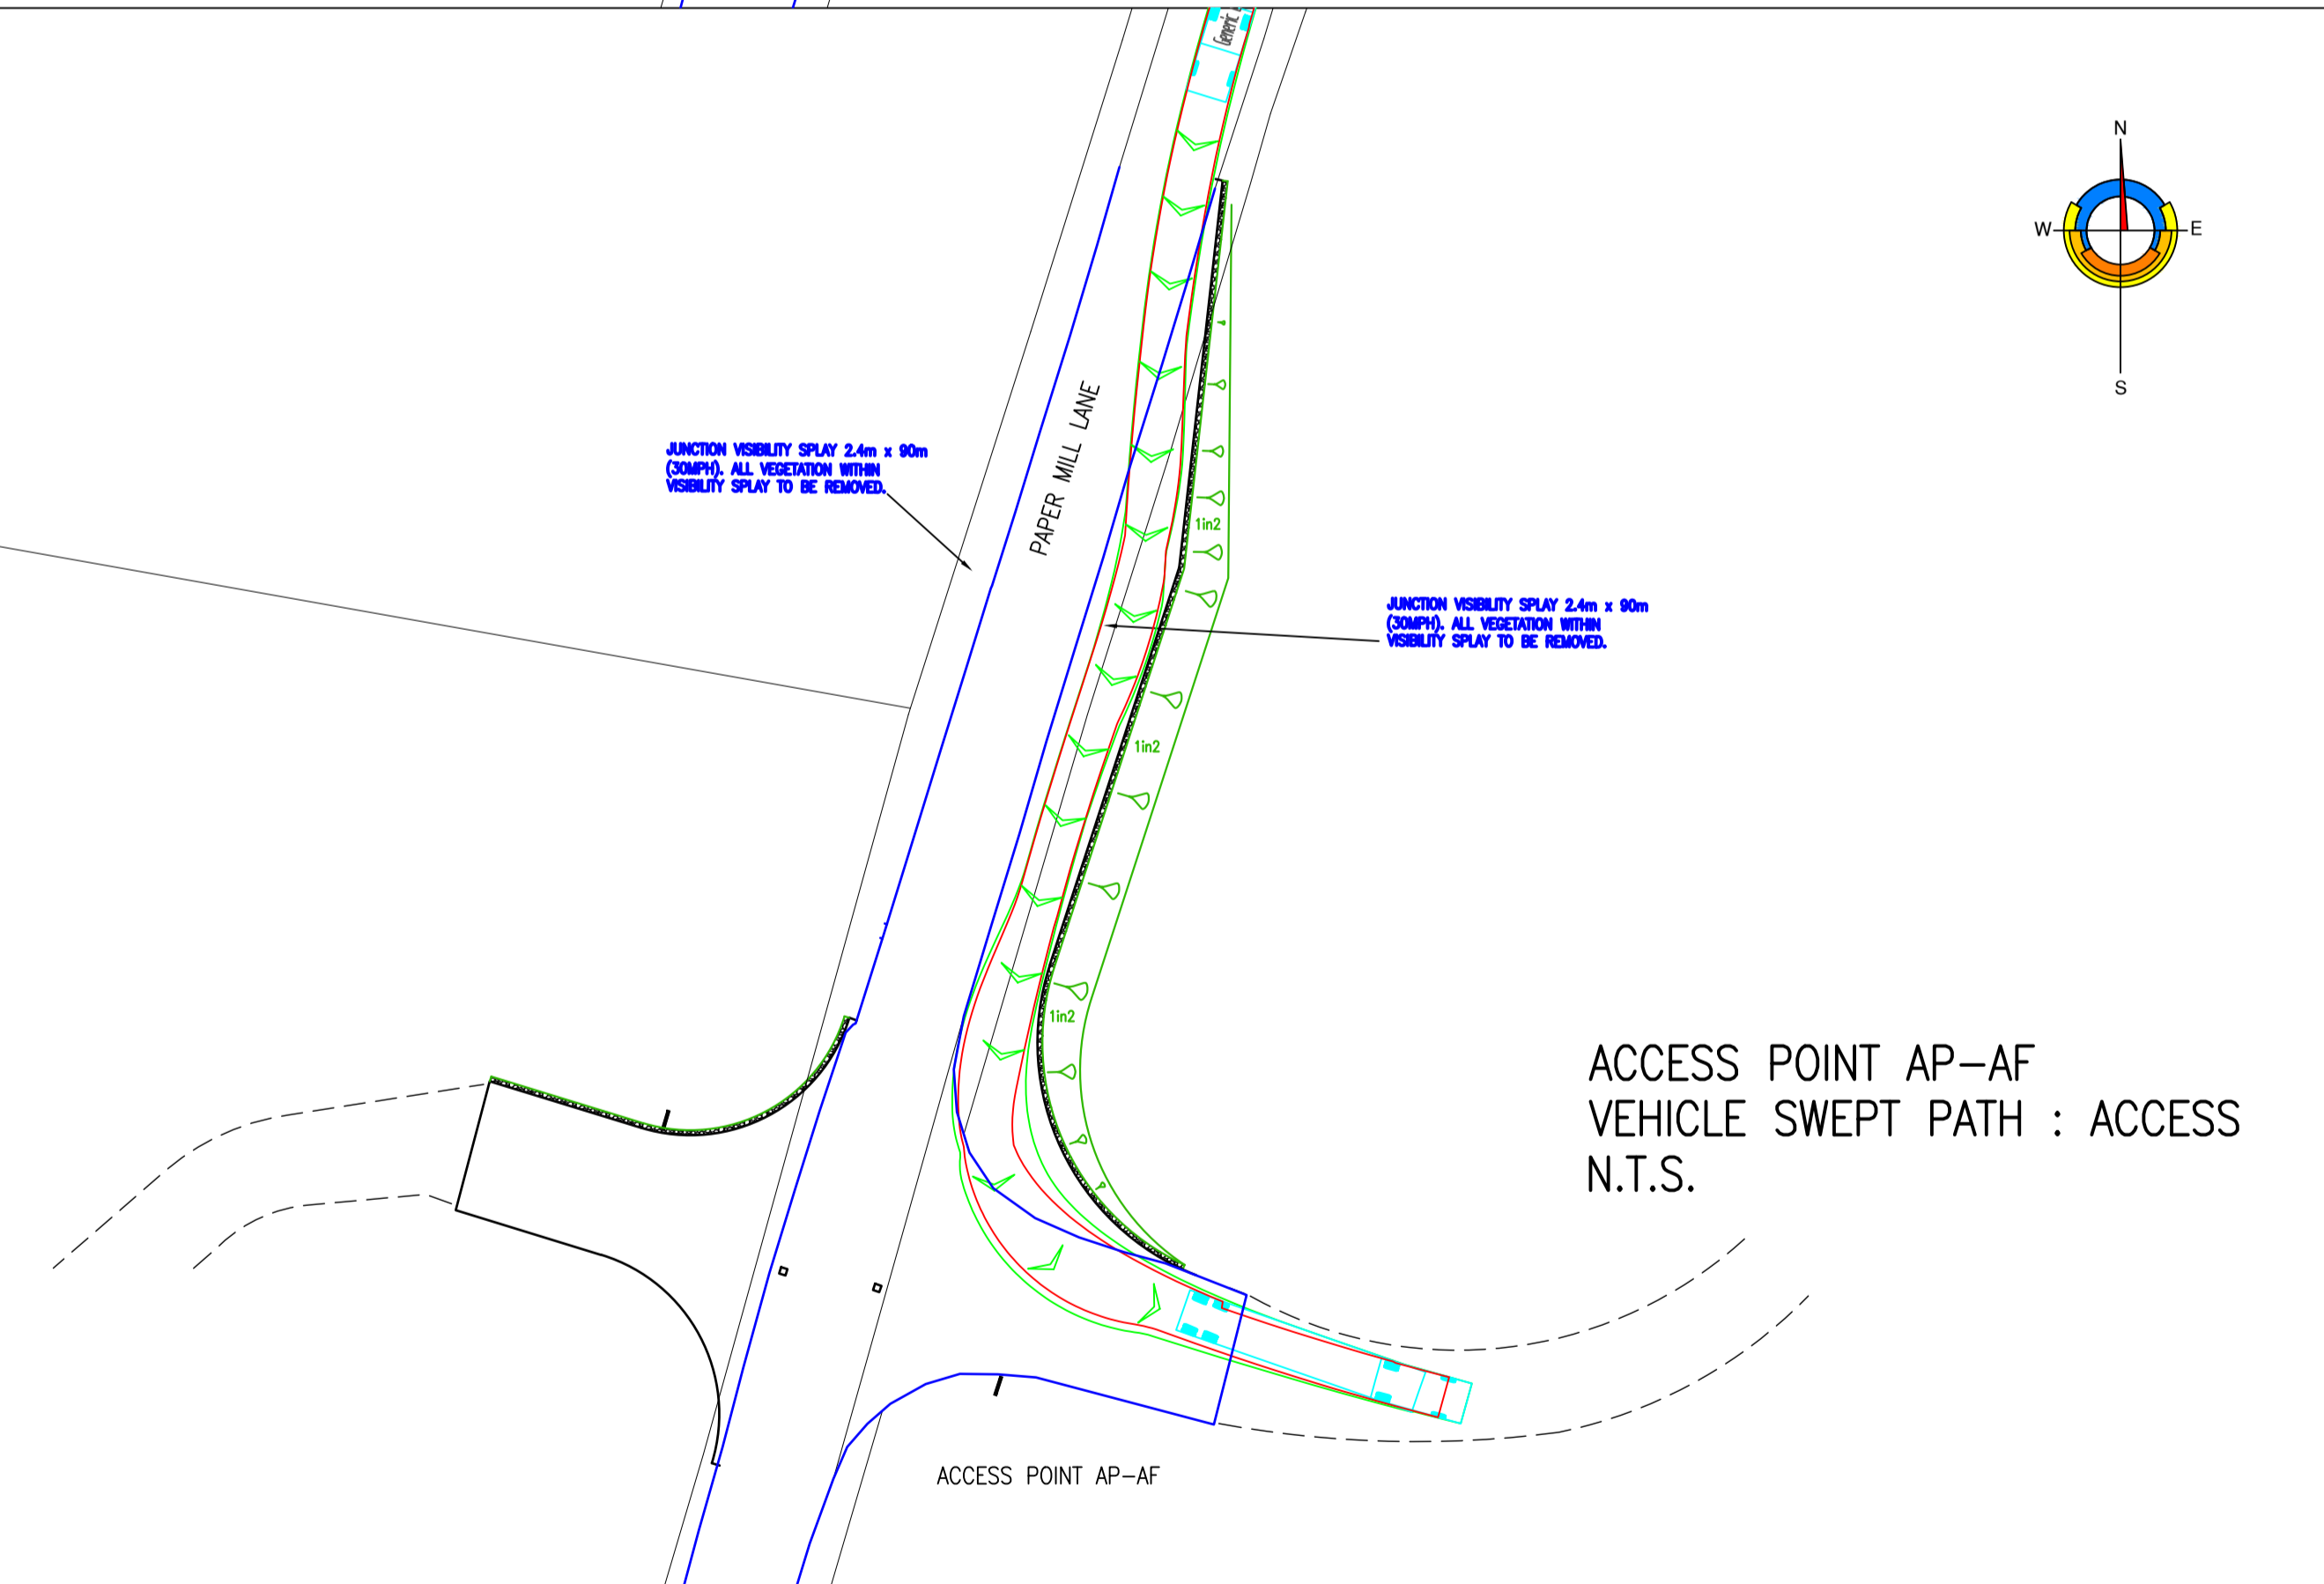 Generic
N
W
E
S
JUNCTION VISIBILITY SPLAY 2.4m x 90m
(30MPH). ALL VEGETATION WITHIN
VISIBILITY SPLAY TO BE REMOVED.
PAPER MILL LANE
1in2
JUNCTION VISIBILITY SPLAY 2.4m x 90m
(30MPH). ALL VEGETATION WITHIN
VISIBILITY SPLAY TO BE REMOVED.
1in2
1in2
ACCESS POINT AP-AF
VEHICLE SWEPT PATH : ACCESS
N.T.S.
ACCESS POINT AP-AF